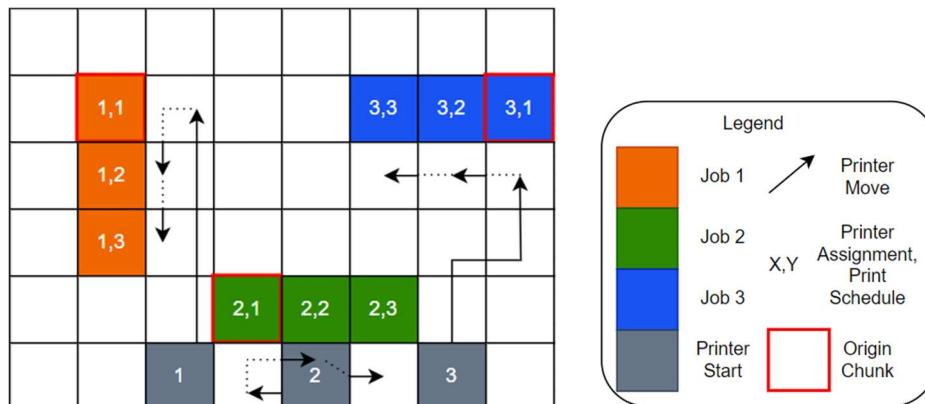 1,1
3,3 3,2 3,1
1,2
1,3
2,1 2,2 2,3
1 2 3
Legend
Job 1
Printer
Move
Job 2
X,Y
Printer
Assignment,
Print
Schedule
Job 3
Printer
Start
Origin
Chunk